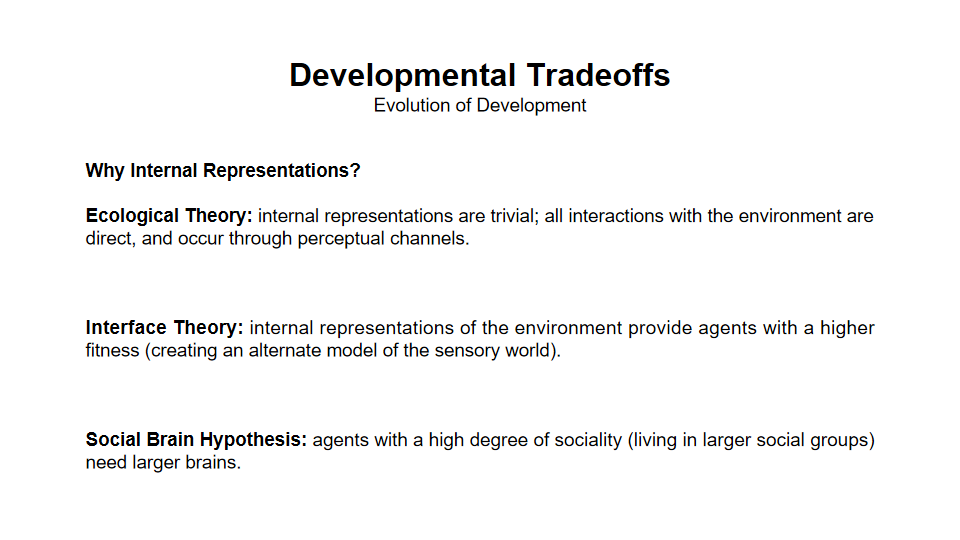 Developmental Tradeoffs
Evolution of Development
Why Internal Representations?
Ecological Theory: internal representations are trivial; all interactions with the environment are
direct, and occur through perceptual channels.
Interface Theory: internal representations of the environment provide agents with a higher
fitness (creating an alternate model of the sensory world).
Social Brain Hypothesis: agents with a high degree of sociality (living in larger social groups)
need larger brains.